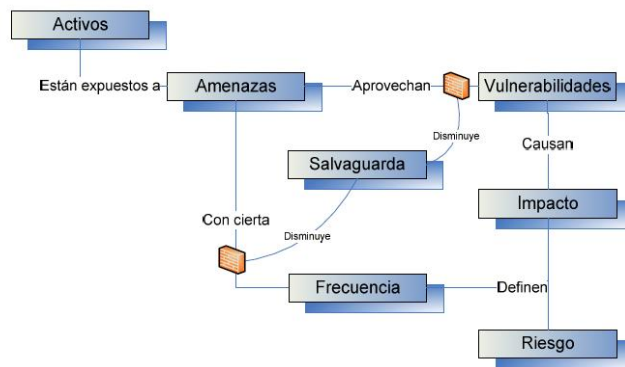 Activos
Están expuestos a
Amenazas
Aprovechan
Vulnerabilidades
Disminuye
Salvaguarda
Causan
Con cierta
Disminuye
Impacto
Frecuencia
Definen
Riesgo